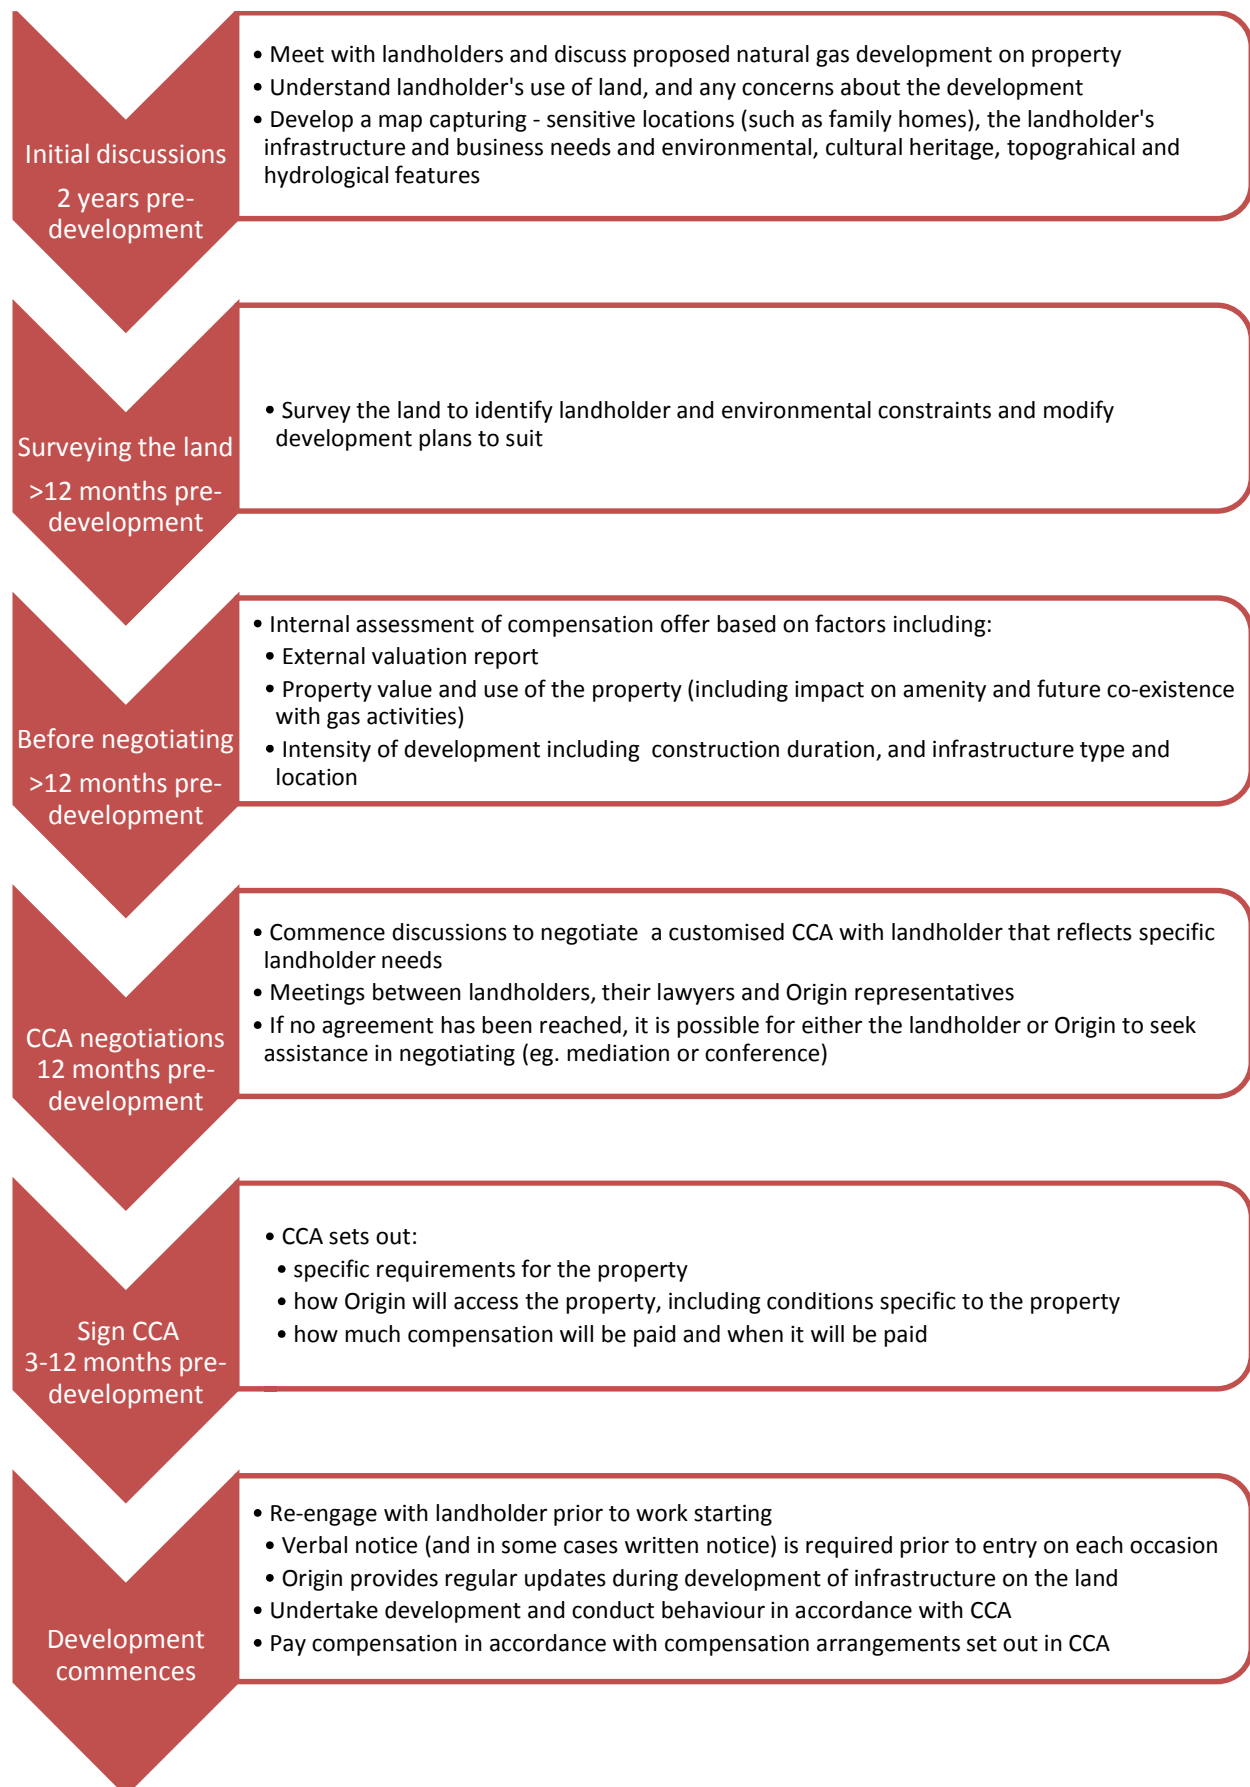 Initial discussions
2 years pre-
development
• Meet with landholders and discuss proposed natural gas development on property
• Understand landholder's use of land, and any concerns about the development
• Develop a map capturing - sensitive locations (such as family homes), the landholder's
infrastructure and business needs and environmental, cultural heritage, topograhical and
hydrological features
Surveying the land
>12 months pre-
development
• Survey the land to identify landholder and environmental constraints and modify
development plans to suit
Before negotiating
>12 months pre-
development
• Internal assessment of compensation offer based on factors including:
• External valuation report
• Property value and use of the property (including impact on amenity and future co-existence
with gas activities)
• Intensity of development including construction duration, and infrastructure type and
location
CCA negotiations
12 months pre-
development
• Commence discussions to negotiate a customised CCA with landholder that reflects specific
landholder needs
• Meetings between landholders, their lawyers and Origin representatives
• If no agreement has been reached, it is possible for either the landholder or Origin to seek
assistance in negotiating (eg. mediation or conference)
Sign CCA
3-12 months pre-
development
• CCA sets out:
• specific requirements for the property
• how Origin will access the property, including conditions specific to the property
• how much compensation will be paid and when it will be paid
Development
commences
• Re-engage with landholder prior to work starting
• Verbal notice (and in some cases written notice) is required prior to entry on each occasion
• Origin provides regular updates during development of infrastructure on the land
• Undertake development and conduct behaviour in accordance with CCA
• Pay compensation in accordance with compensation arrangements set out in CCA